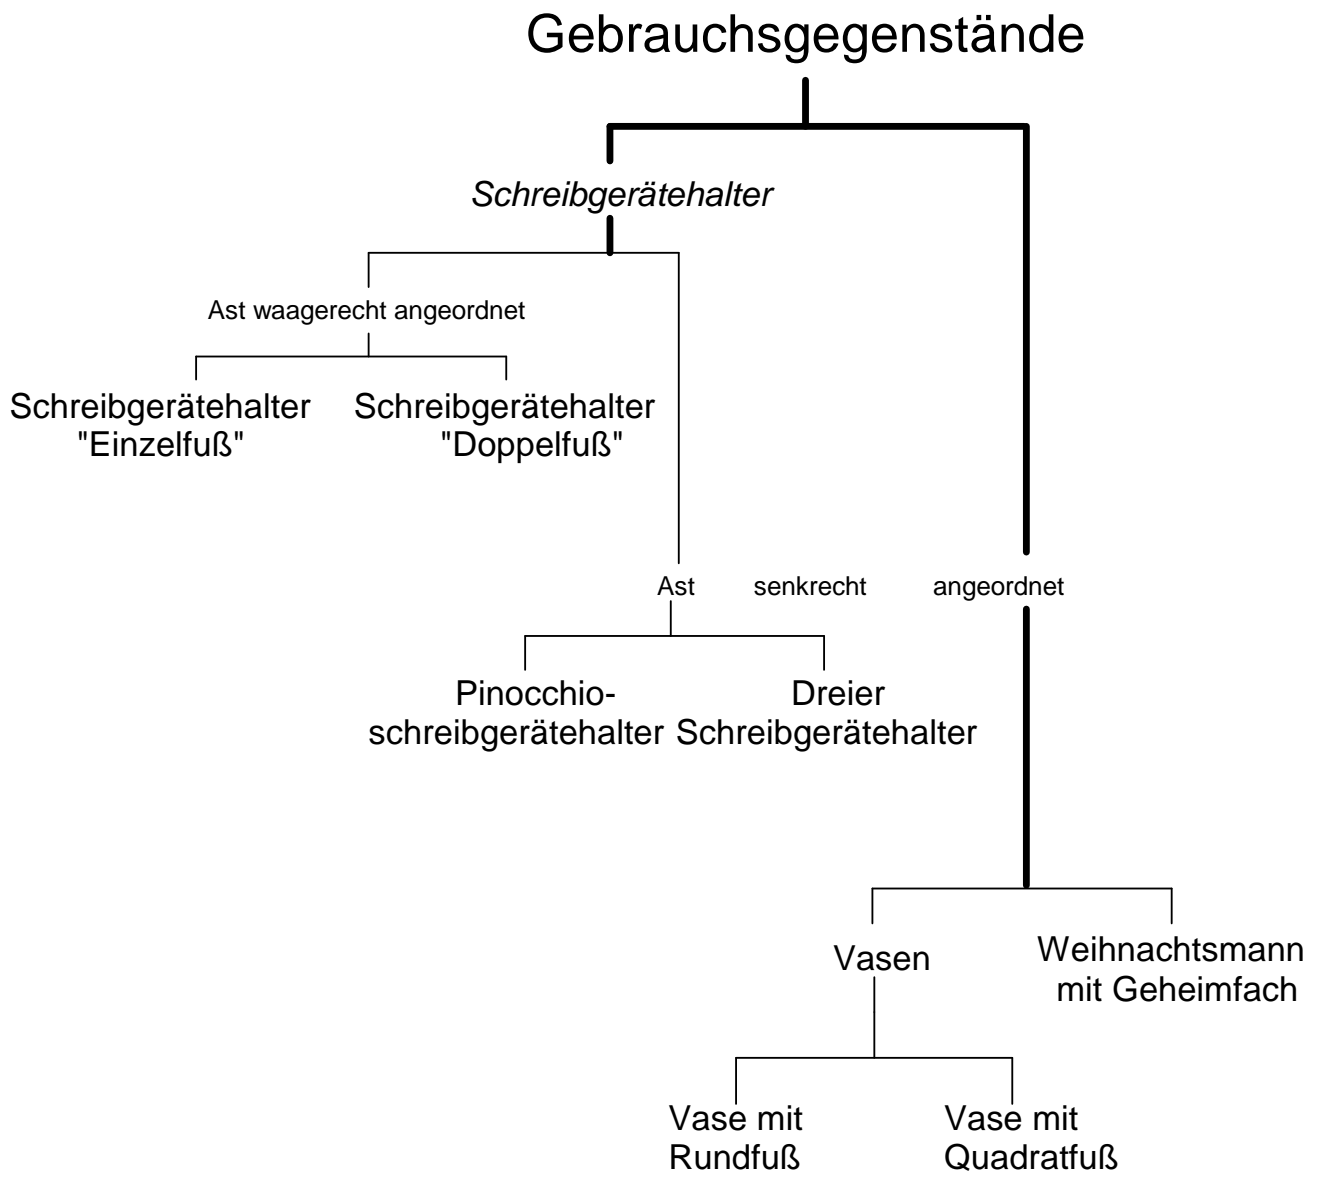 Gebrauchsgegenstände
Schreibgerätehalter
Ast waagerecht angeordnet
Schreibgerätehalter
"Einzelfuß"
Schreibgerätehalter
"Doppelfuß"
Ast senkrecht angeordnet
Pinocchio-
schreibgerätehalter
Dreier
Schreibgerätehalter
Vasen
Weihnachtsmann
mit Geheimfach
Vase mit
Rundfuß
Vase mit
Quadratfuß